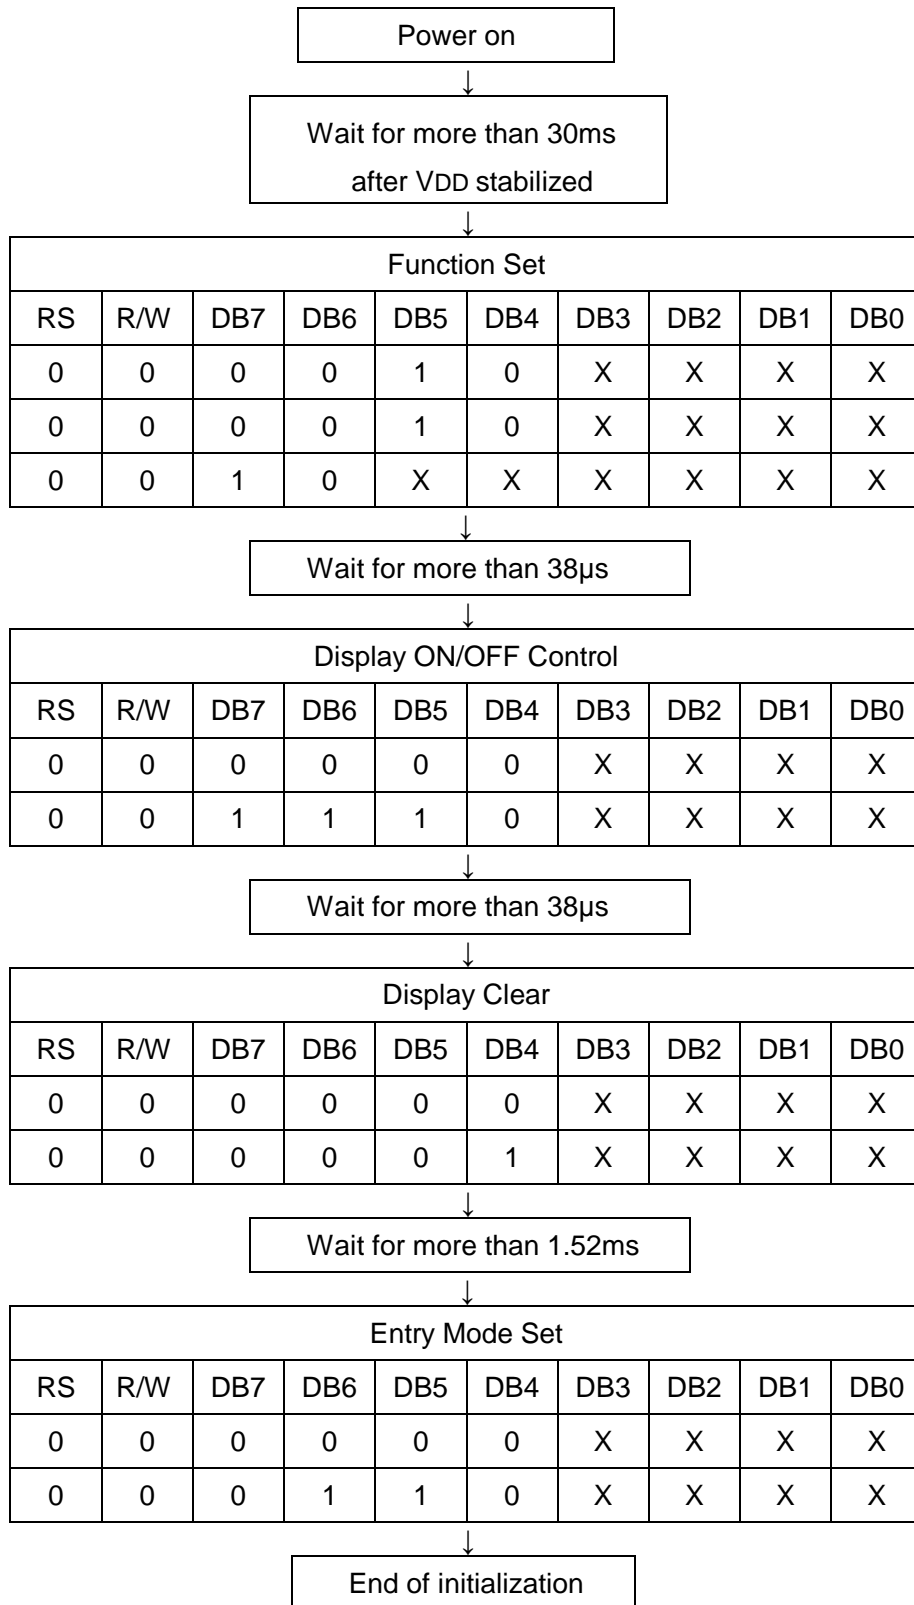 Power on
↓
Wait for more than 30ms
after VDD stabilized
↓
Function Set
RS R/W DB7 DB6 DB5 DB4 DB3 DB2 DB1 DB0
0 0 0 0 1 0 X X X X
0 0 0 0 1 0 X X X X
0 0 1 0 X X X X X X
↓
Wait for more than 38µs
↓
Display ON/OFF Control
RS R/W DB7 DB6 DB5 DB4 DB3 DB2 DB1 DB0
0 0 0 0 0 0 X X X X
0 0 1 1 1 0 X X X X
↓
Wait for more than 38µs
↓
Display Clear
RS R/W DB7 DB6 DB5 DB4 DB3 DB2 DB1 DB0
0 0 0 0 0 0 X X X X
0 0 0 0 0 1 X X X X
↓
Wait for more than 1.52ms
↓
Entry Mode Set
RS R/W DB7 DB6 DB5 DB4 DB3 DB2 DB1 DB0
0 0 0 0 0 0 X X X X
0 0 0 1 1 0 X X X X
↓
End of initialization